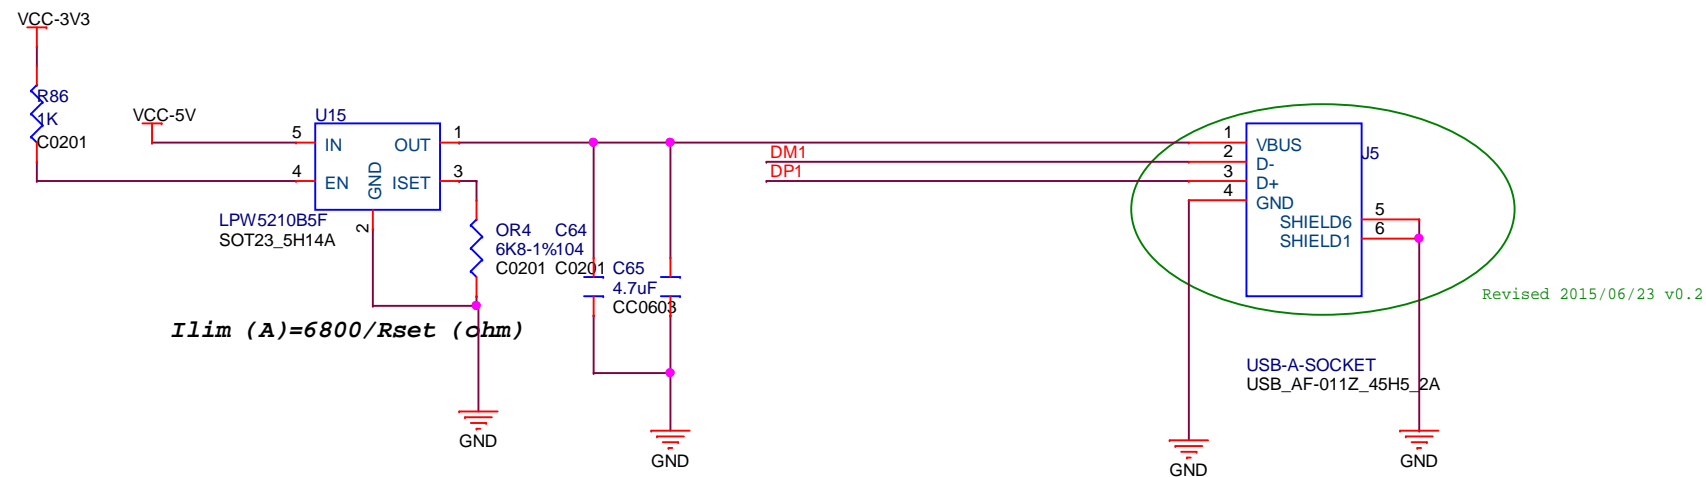 VCC-3V3
R86
1K
C0201
VCC-5V
U15
5
IN
OUT
1
4
EN
GND
ISET
3
2
LPW5210B5F
SOT23_5H14A
OR4
6K8-1%
C0201
C64
104
C0201
C65
4.7uF
CC0603
Ilim (A)=6800/Rset (ohm)
GND
GND
DM1
DP1
1
VBUS
2
D-
3
D+
4
GND
J5
SHIELD6
5
SHIELD1
6
Revised 2015/06/23 v0.2
USB-A-SOCKET
USB_AF-011Z_45H5_2A
GND
GND